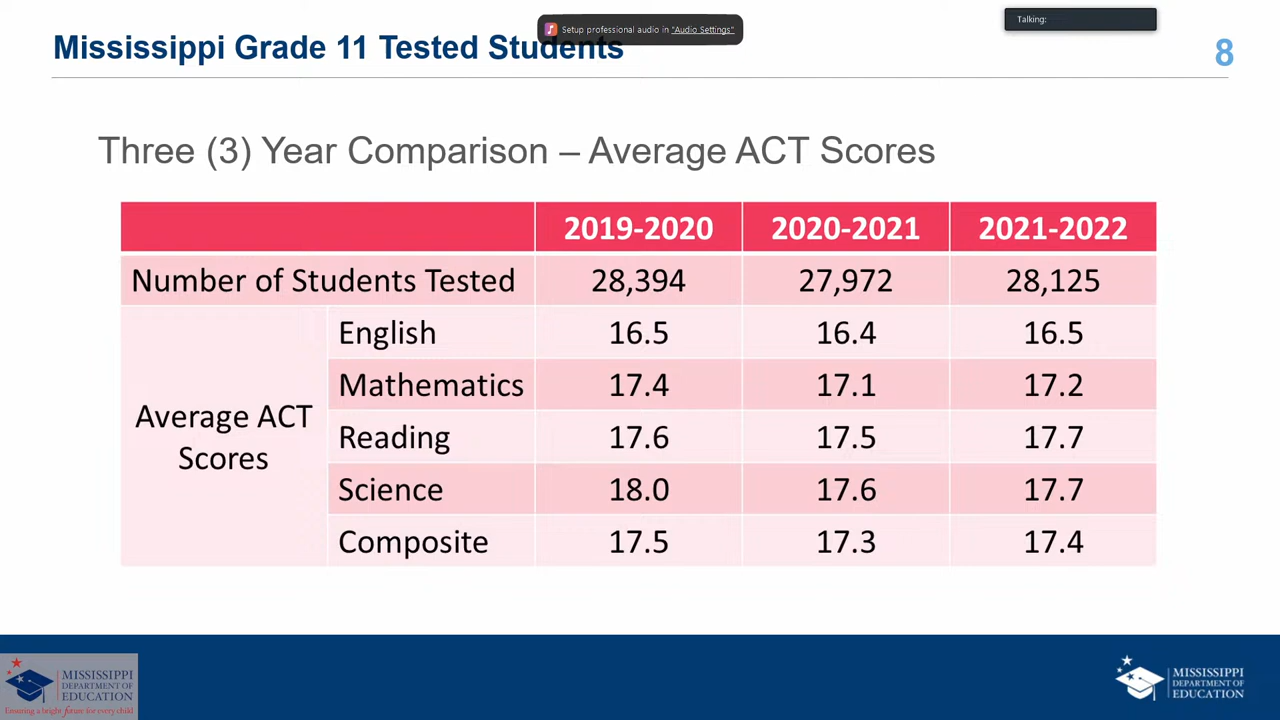 Setup professional audio in "Audio Settings"
Talking:
Mississippi Grade 11 Tested Students
8
Three (3) Year Comparison – Average ACT Scores
2019-2020 2020-2021 2021-2022
Number of Students Tested 28,394 27,972 28,125
Average ACT
Scores
English 16.5 16.4 16.5
Mathematics 17.4 17.1 17.2
Reading 17.6 17.5 17.7
Science 18.0 17.6 17.7
Composite 17.5 17.3 17.4
MISSISSIPPI
DEPARTMENT OF
EDUCATION
Ensuring a bright future for every child
MISSISSIPPI
DEPARTMENT OF
EDUCATION